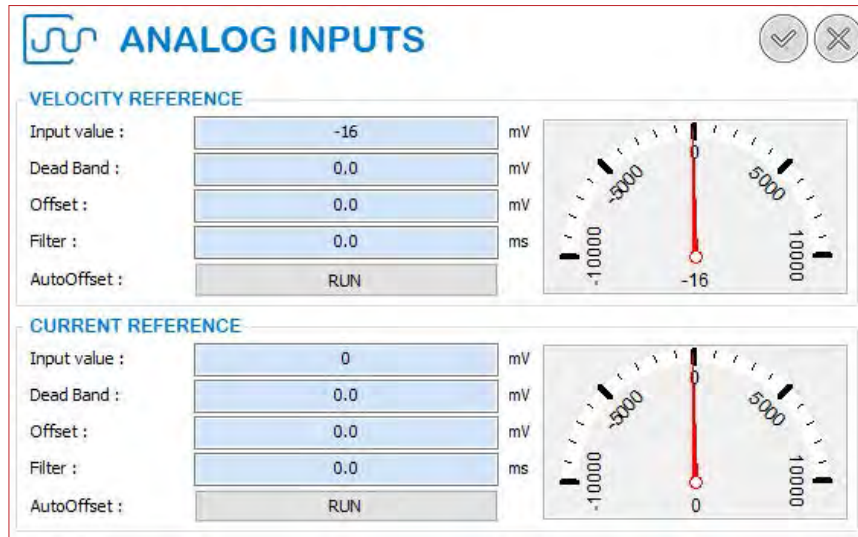 ANALOG INPUTS
VELOCITY REFERENCE
Input value : -16 mV
Dead Band : 0.0 mV
Offset : 0.0 mV
Filter : 0.0 ms
AutoOffset : RUN
-10000 -5000 0 5000 10000
-16
CURRENT REFERENCE
Input value : 0 mV
Dead Band : 0.0 mV
Offset : 0.0 mV
Filter : 0.0 ms
AutoOffset : RUN
-10000 -5000 0 5000 10000
0